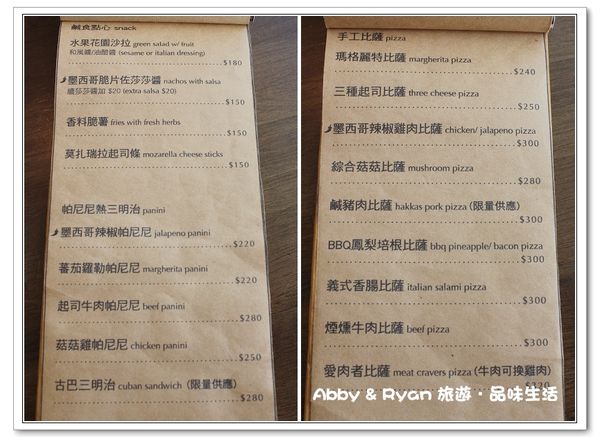 鹹食點心 snack
水果花園沙拉 green salad w/ fruit
和風醬/油醋醬 (sesame or italian dressing)
$180
墨西哥脆片佐莎莎醬 nachos with salsa
續莎莎醬加 $20 (extra salsa $20)
$150
香料脆薯 fries with fresh herbs
$150
莫扎瑞拉起司條 mozarella cheese sticks
$150
帕尼尼熱三明治 panini
墨西哥辣椒帕尼尼 jalapeno panini
$220
蕃茄羅勒帕尼尼 margherita panini
$220
起司牛肉帕尼尼 beef panini
$280
菇菇雞帕尼尼 chicken panini
$250
古巴三明治 cuban sandwich (限量供應)
$280
手工比薩 pizza
瑪格麗特比薩 margherita pizza
$240
三種起司比薩 three cheese pizza
$250
墨西哥辣椒雞肉比薩 chicken/ jalapeno pizza
$300
綜合菇菇比薩 mushroom pizza
$280
鹹豬肉比薩 hakkas pork pizza (限量供應)
$300
BBQ鳳梨培根比薩 bbq pineapple/ bacon pizza
$300
義式香腸比薩 italian salami pizza
$300
煙燻牛肉比薩 beef pizza
$300
愛肉者比薩 meat cravers pizza (牛肉可換雞肉)
$320
Abby & Ryan 旅遊‧品味生活